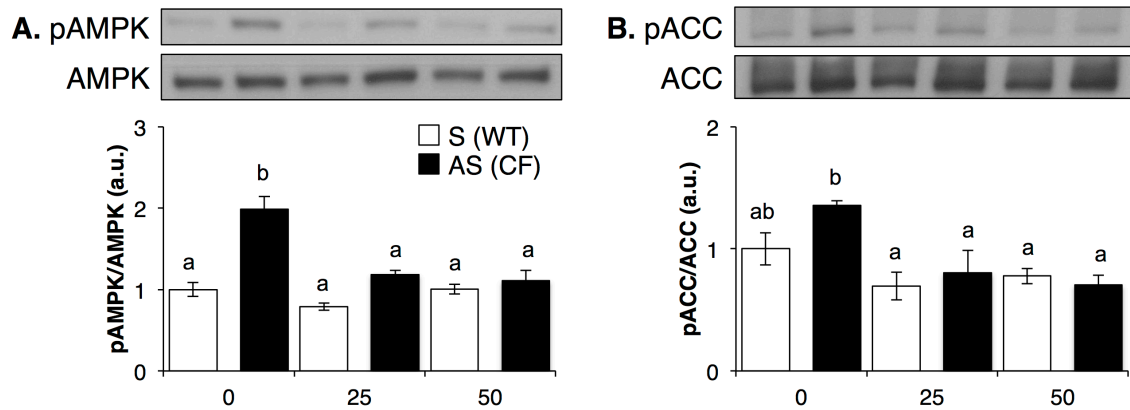 A. pAMPK
AMPK
3
2
1
0
pAMPK/AMPK (a.u.)
S (WT)
AS (CF)
a
b
a
a
a
a
0 25 50
B. pACC
ACC
2
1
0
pACC/ACC (a.u.)
ab
b
a
a
a
a
0 25 50